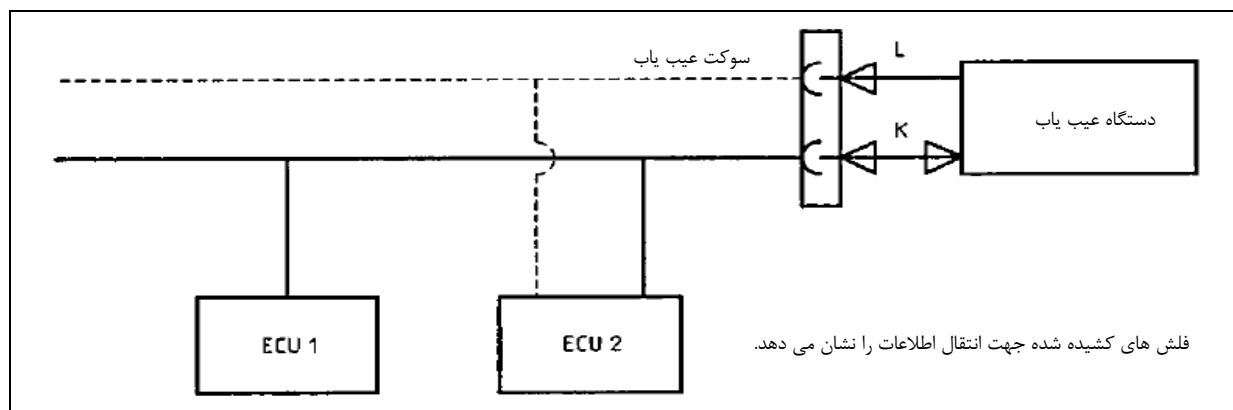 سوکت عیب یاب
L
دستگاه عیب یاب
K
ECU 1
ECU 2
فلش های کشیده شده جهت انتقال اطلاعات را نشان می دهد.